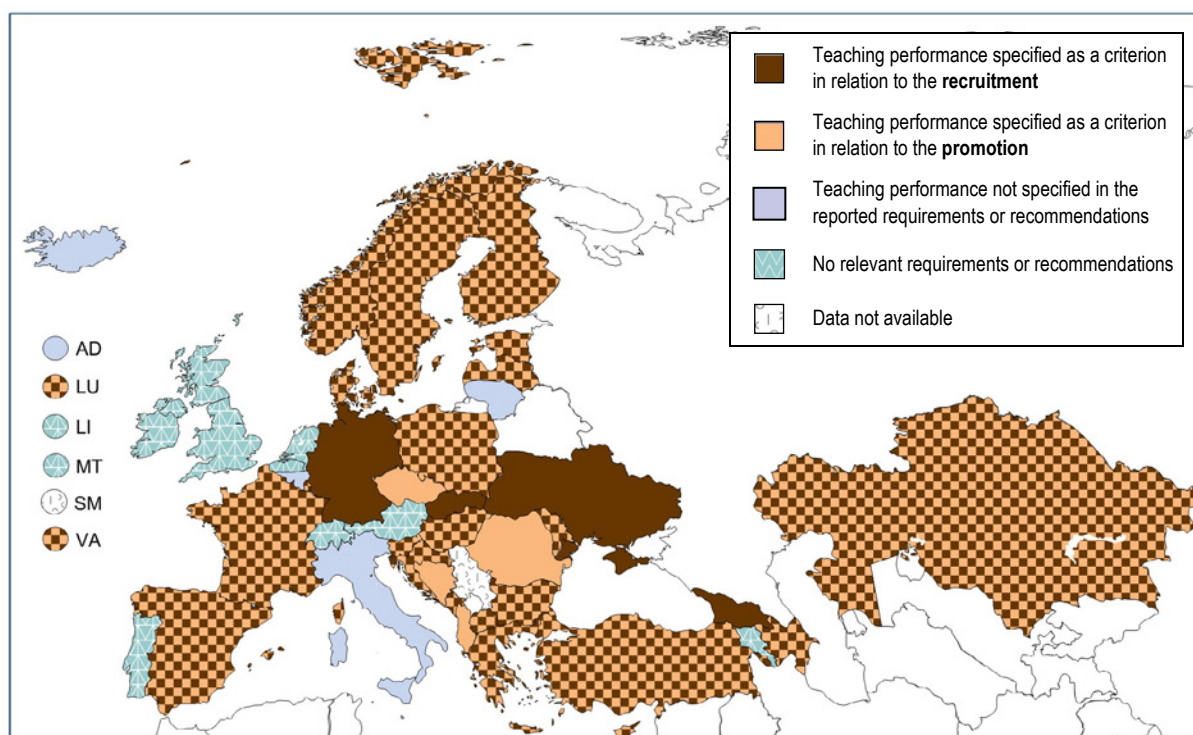 Teaching performance specified as a criterion
in relation to the recruitment
Teaching performance specified as a criterion
in relation to the promotion
Teaching performance not specified in the
reported requirements or recommendations
No relevant requirements or recommendations
Data not available
AD
LU
LI
MT
SM
VA